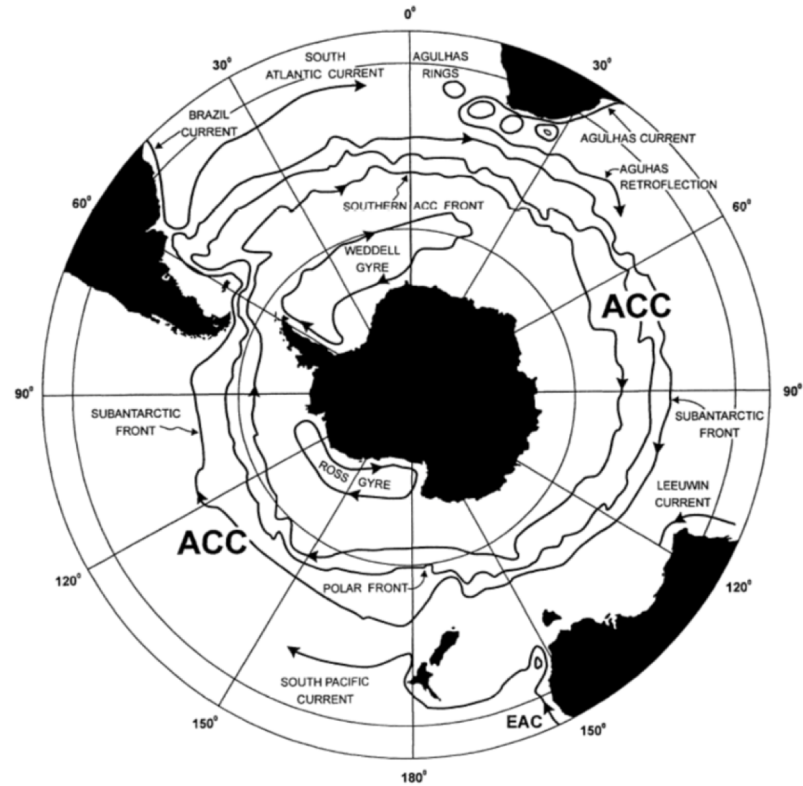 0°
SOUTH
ATLANTIC CURRENT
AGULHAS
RINGS
30°
30°
BRAZIL
CURRENT
AGULHAS CURRENT
AGUHAS
RETROFLECTION
60°
60°
SOUTHERN ACC FRONT
WEDDELL
GYRE
ACC
90°
90°
SUBANTARCTIC
FRONT
SUBANTARCTIC
FRONT
ROSS GYRE
LEEUWIN
CURRENT
ACC
120°
120°
POLAR FRONT
SOUTH PACIFIC
CURRENT
EAC
150°
150°
180°